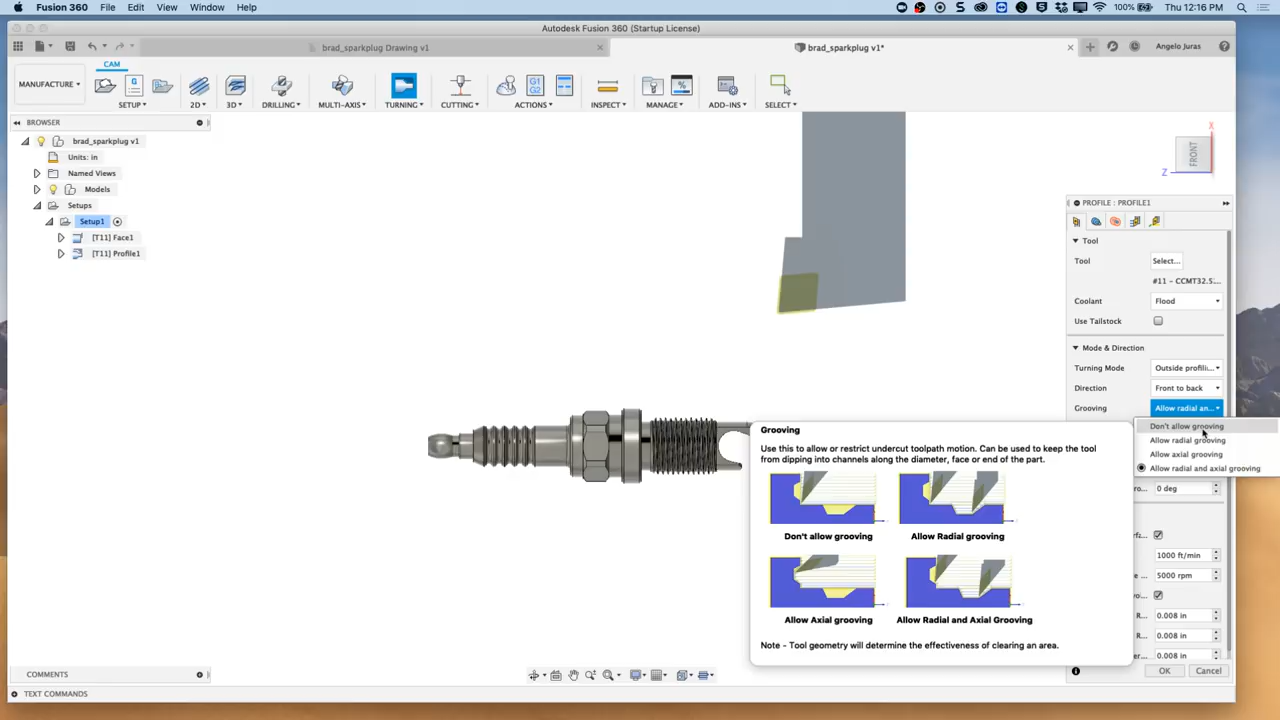 Fusion 360 File Edit View Window Help 100% Thu 12:16 PM
Autodesk Fusion 360 (Startup License)
brad_sparkplug Drawing v1 brad_sparkplug v1* Angelo Juras
CAM
MANUFACTURE
SETUP 2D 3D DRILLING MULTI-AXIS TURNING CUTTING ACTIONS INSPECT MANAGE ADD-INS SELECT
G1
G2
BROWSER
brad_sparkplug v1
Units: in
Named Views
Models
Setups
Setup1
[T11] Face1
[T11] Profile1
X
FRONT
Z
PROFILE : PROFILE1
Tool
Tool Select...
#11 - CCMT32.5...
Coolant Flood
Use Tailstock
Mode & Direction
Turning Mode Outside profili...
Direction Front to back
Grooving Allow radial an...
Don't allow grooving
Allow radial grooving
Allow axial grooving
Allow radial and axial grooving
0 deg
1000 ft/min
5000 rpm
0.008 in
0.008 in
0.008 in
OK Cancel
Grooving
Use this to allow or restrict undercut toolpath motion. Can be used to keep the tool
from dipping into channels along the diameter, face or end of the part.
Don't allow grooving Allow Radial grooving
Allow Axial grooving Allow Radial and Axial Grooving
Note - Tool geometry will determine the effectiveness of clearing an area.
COMMENTS
TEXT COMMANDS